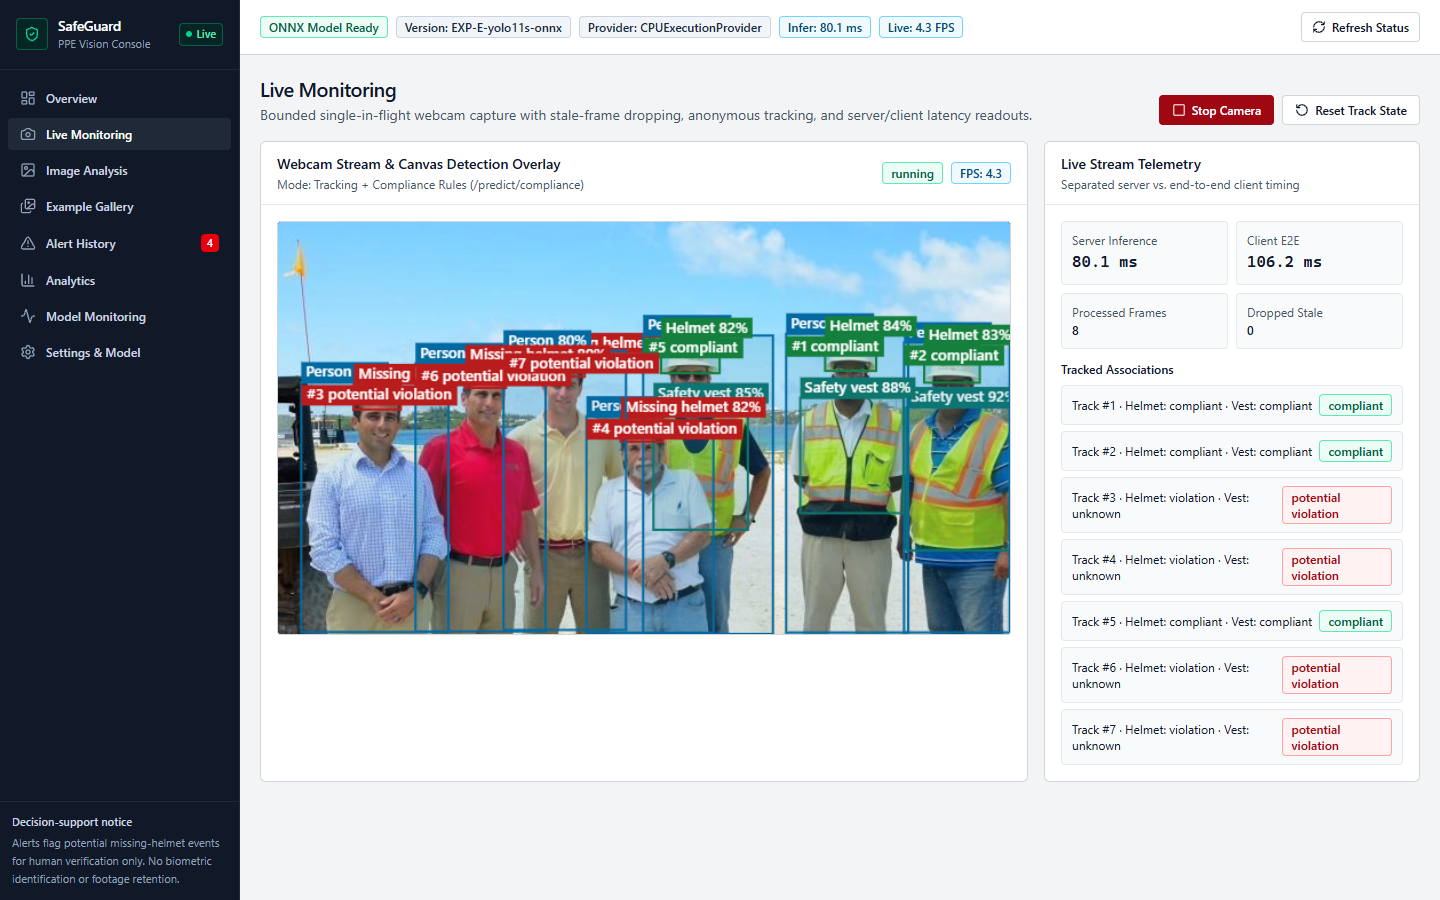 SafeGuard
PPE Vision Console
Live
Overview
Live Monitoring
Image Analysis
Example Gallery
Alert History
4
Analytics
Model Monitoring
Settings & Model
Decision-support notice
Alerts flag potential missing-helmet events
for human verification only. No biometric
identification or footage retention.
ONNX Model Ready
Version: EXP-E-yolo11s-onnx
Provider: CPUExecutionProvider
Infer: 80.1 ms
Live: 4.3 FPS
Refresh Status
Live Monitoring
Bounded single-in-flight webcam capture with stale-frame dropping, anonymous tracking, and server/client latency readouts.
Stop Camera
Reset Track State
Webcam Stream & Canvas Detection Overlay
Mode: Tracking + Compliance Rules (/predict/compliance)
running
FPS: 4.3
Person
Missing
#3 potential violation
Person
Missing helmet 80%
#6 potential violation
Person 80%
helme
#7 potential violation
Helmet 82%
#5 compliant
Safety vest 85%
Pers
Missing helmet 82%
#4 potential violation
Helmet 84%
#1 compliant
Safety vest 88%
Helmet 83%
#2 compliant
Safety vest 92%
Live Stream Telemetry
Separated server vs. end-to-end client timing
Server Inference
80.1 ms
Client E2E
106.2 ms
Processed Frames
8
Dropped Stale
0
Tracked Associations
Track #1 · Helmet: compliant · Vest: compliant
compliant
Track #2 · Helmet: compliant · Vest: compliant
compliant
Track #3 · Helmet: violation · Vest:
unknown
potential
violation
Track #4 · Helmet: violation · Vest:
unknown
potential
violation
Track #5 · Helmet: compliant · Vest: compliant
compliant
Track #6 · Helmet: violation · Vest:
unknown
potential
violation
Track #7 · Helmet: violation · Vest:
unknown
potential
violation